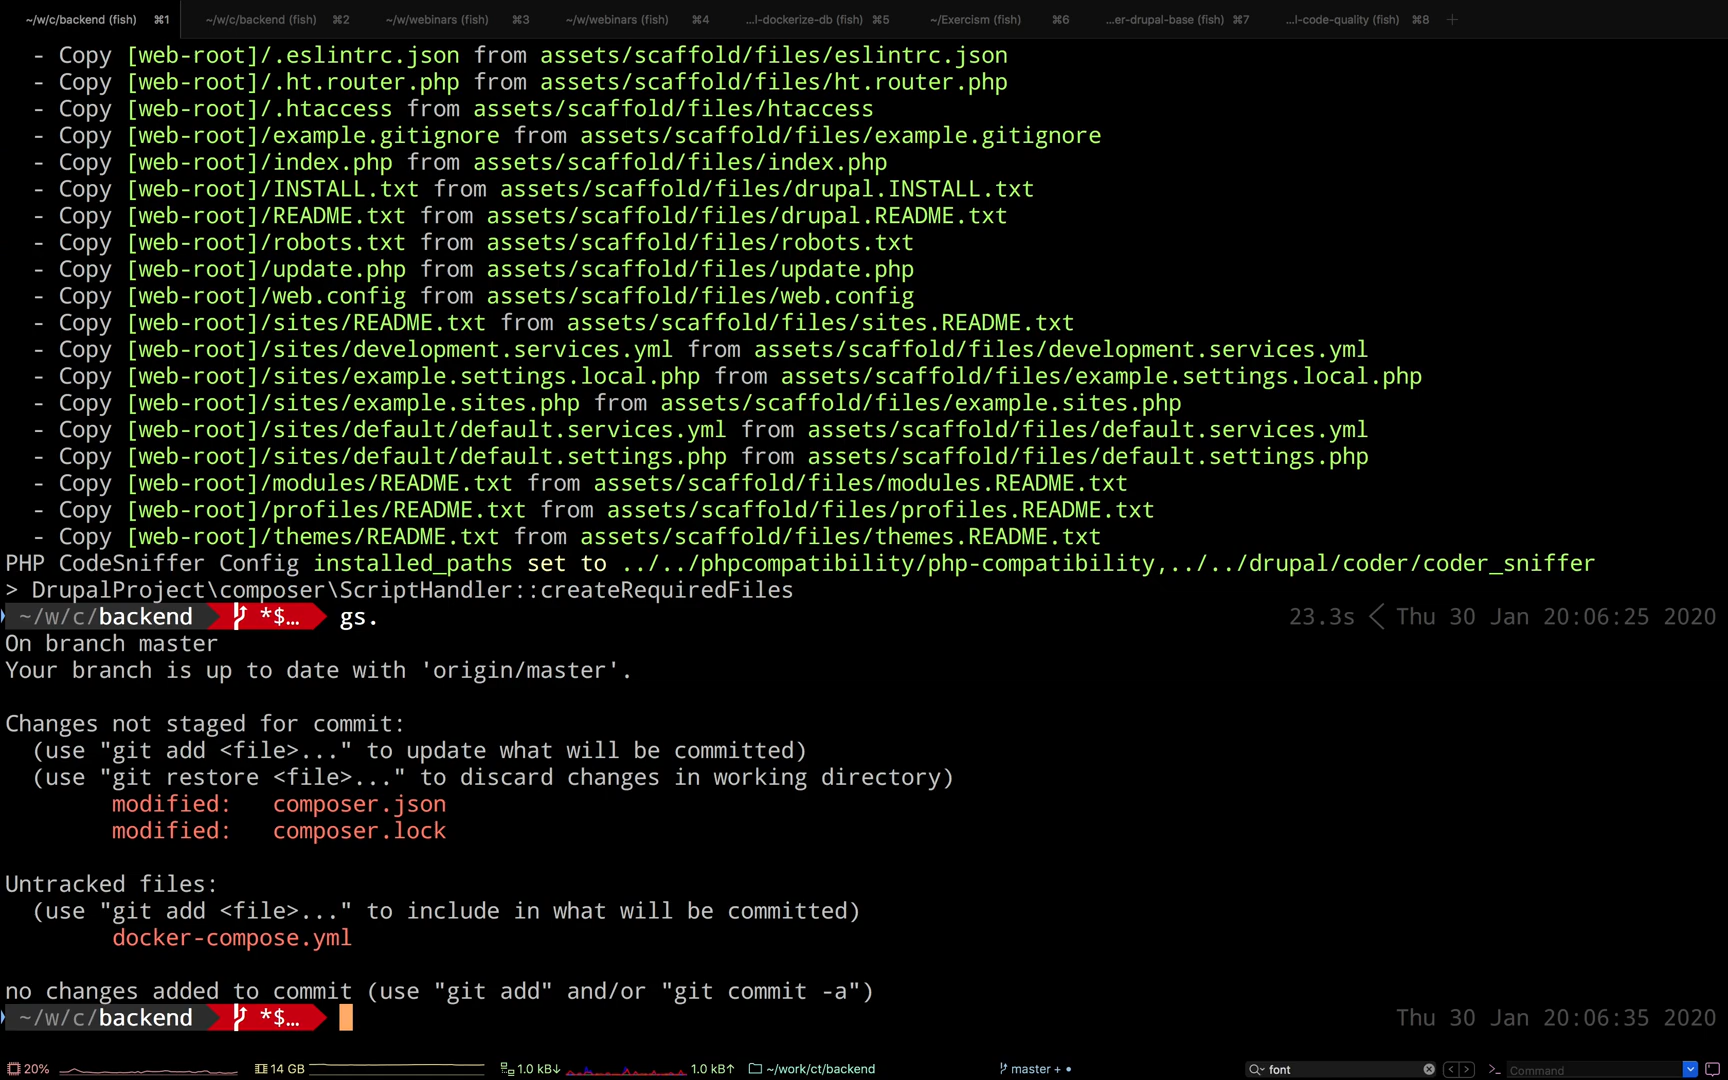 ~/w/c/backend (fish) ⌘1 ~/w/c/backend (fish) ⌘2 ~/w/webinars (fish) ⌘3 ~/w/webinars (fish) ⌘4 ...l-dockerize-db (fish) ⌘5 ~/Exercism (fish) ⌘6 ...er-drupal-base (fish) ⌘7 ...l-code-quality (fish) ⌘8 +
- Copy [web-root]/.eslintrc.json from assets/scaffold/files/eslintrc.json
- Copy [web-root]/.ht.router.php from assets/scaffold/files/ht.router.php
- Copy [web-root]/.htaccess from assets/scaffold/files/htaccess
- Copy [web-root]/example.gitignore from assets/scaffold/files/example.gitignore
- Copy [web-root]/index.php from assets/scaffold/files/index.php
- Copy [web-root]/INSTALL.txt from assets/scaffold/files/drupal.INSTALL.txt
- Copy [web-root]/README.txt from assets/scaffold/files/drupal.README.txt
- Copy [web-root]/robots.txt from assets/scaffold/files/robots.txt
- Copy [web-root]/update.php from assets/scaffold/files/update.php
- Copy [web-root]/web.config from assets/scaffold/files/web.config
- Copy [web-root]/sites/README.txt from assets/scaffold/files/sites.README.txt
- Copy [web-root]/sites/development.services.yml from assets/scaffold/files/development.services.yml
- Copy [web-root]/sites/example.settings.local.php from assets/scaffold/files/example.settings.local.php
- Copy [web-root]/sites/example.sites.php from assets/scaffold/files/example.sites.php
- Copy [web-root]/sites/default/default.services.yml from assets/scaffold/files/default.services.yml
- Copy [web-root]/sites/default/default.settings.php from assets/scaffold/files/default.settings.php
- Copy [web-root]/modules/README.txt from assets/scaffold/files/modules.README.txt
- Copy [web-root]/profiles/README.txt from assets/scaffold/files/profiles.README.txt
- Copy [web-root]/themes/README.txt from assets/scaffold/files/themes.README.txt
PHP CodeSniffer Config installed_paths set to ../../phpcompatibility/php-compatibility,../../drupal/coder/coder_sniffer
> DrupalProject\composer\ScriptHandler::createRequiredFiles
~/w/c/backend *$… gs. 23.3s < Thu 30 Jan 20:06:25 2020
On branch master
Your branch is up to date with 'origin/master'.
Changes not staged for commit:
(use "git add <file>..." to update what will be committed)
(use "git restore <file>..." to discard changes in working directory)
modified: composer.json
modified: composer.lock
Untracked files:
(use "git add <file>..." to include in what will be committed)
docker-compose.yml
no changes added to commit (use "git add" and/or "git commit -a")
~/w/c/backend *$… Thu 30 Jan 20:06:35 2020
20% 14 GB 1.0 kB↓ 1.0 kB↑ ~/work/ct/backend master + • font >_ Command